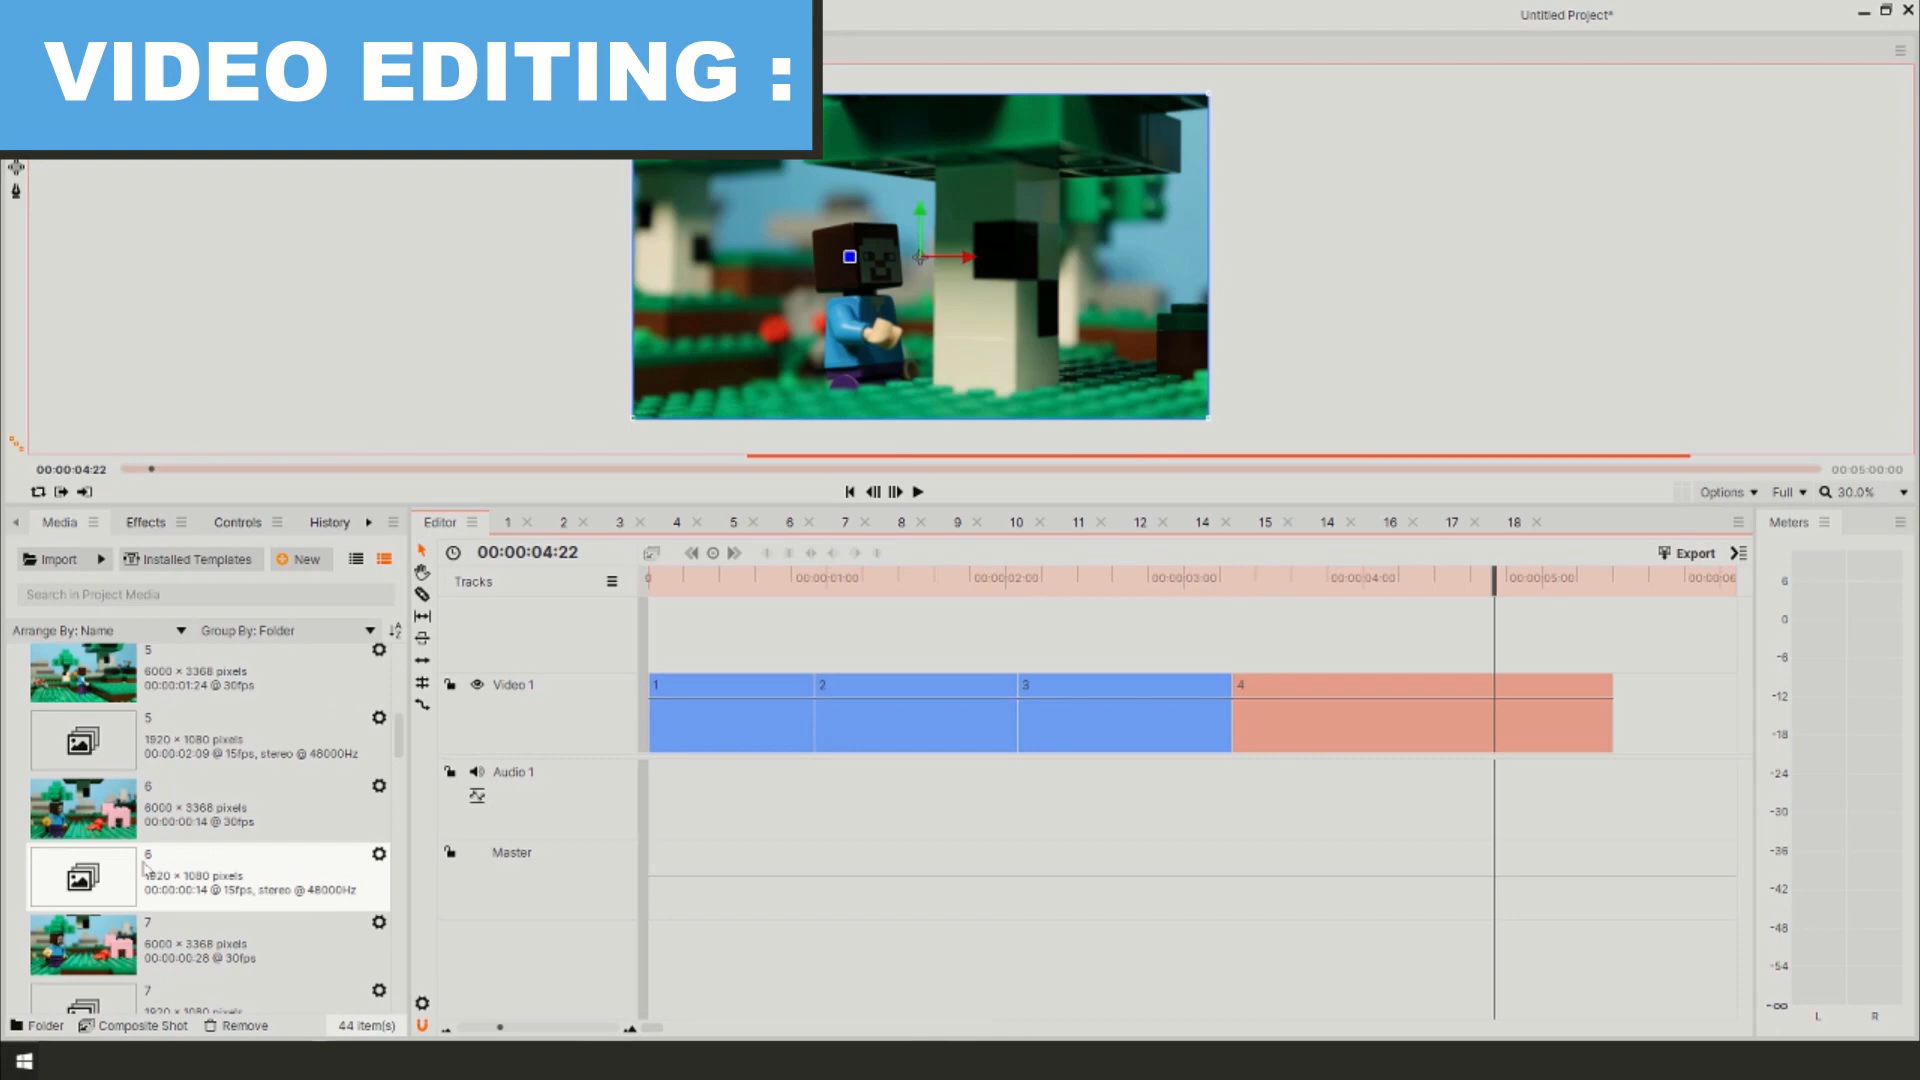 VIDEO EDITING :
Untitled Project*
00:00:04:22
00:05:00:00
Options
Full
30.0%
Media
Effects
Controls
History
Editor
1
2
3
4
5
6
7
8
9
10
11
12
14
15
14
16
17
18
Meters
Import
Installed Templates
New
00:00:04:22
Export
Search in Project Media
Tracks
0
00:00:01:00
00:00:02:00
00:00:03:00
00:00:04:00
00:00:05:00
00:00:06
Arrange By: Name
Group By: Folder
5
6000 × 3368 pixels
00:00:01:24 @ 30fps
5
1920 × 1080 pixels
00:00:02:09 @ 15fps, stereo @ 48000Hz
6
6000 × 3368 pixels
00:00:00:14 @ 30fps
6
1920 × 1080 pixels
00:00:00:14 @ 15fps, stereo @ 48000Hz
7
6000 × 3368 pixels
00:00:00:28 @ 30fps
7
1920 × 1080 pixels
Video 1
1
2
3
4
Audio 1
Master
6
0
-6
-12
-18
-24
-30
-36
-42
-48
-54
-∞
L
R
Folder
Composite Shot
Remove
44 item(s)